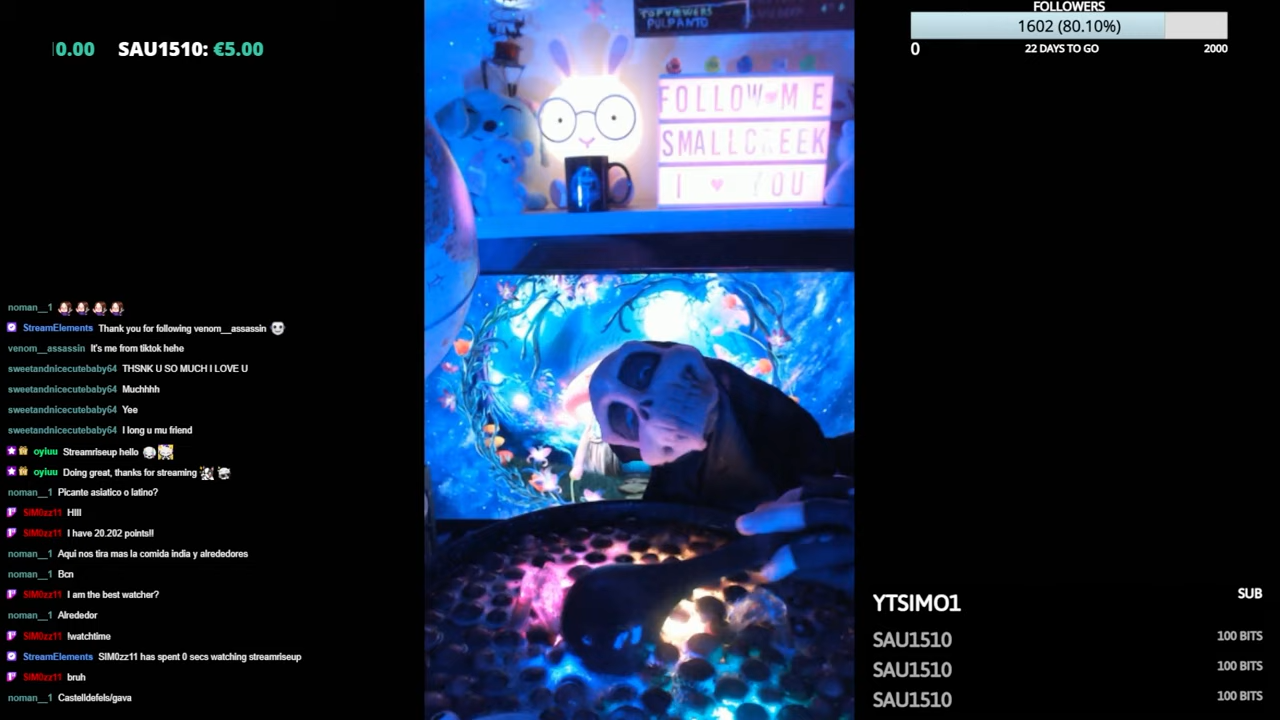 0.00 SAU1510: €5.00
FOLLOWERS
1602 (80.10%)
0 22 DAYS TO GO 2000
PULPANTO
FOLLOW♥ME
SMALLCREEK
I ♥ YOU
noman__1
StreamElements Thank you for following venom__assassin
venom__assassin It's me from tiktok hehe
sweetandnicecutebaby64 THSNK U SO MUCH I LOVE U
sweetandnicecutebaby64 Muchhhh
sweetandnicecutebaby64 Yee
sweetandnicecutebaby64 I long u mu friend
oyiuu Streamriseup hello
oyiuu Doing great, thanks for streaming
noman__1 Picante asiatico o latino?
SIM0zz11 HIII
SIM0zz11 I have 20.202 points!!
noman__1 Aqui nos tira mas la comida india y alrededores
noman__1 Bcn
SIM0zz11 I am the best watcher?
noman__1 Alrededor
SIM0zz11 !watchtime
StreamElements SIM0zz11 has spent 0 secs watching streamriseup
SIM0zz11 bruh
noman__1 Castelldefels/gava
YTSIMO1 SUB
SAU1510 100 BITS
SAU1510 100 BITS
SAU1510 100 BITS